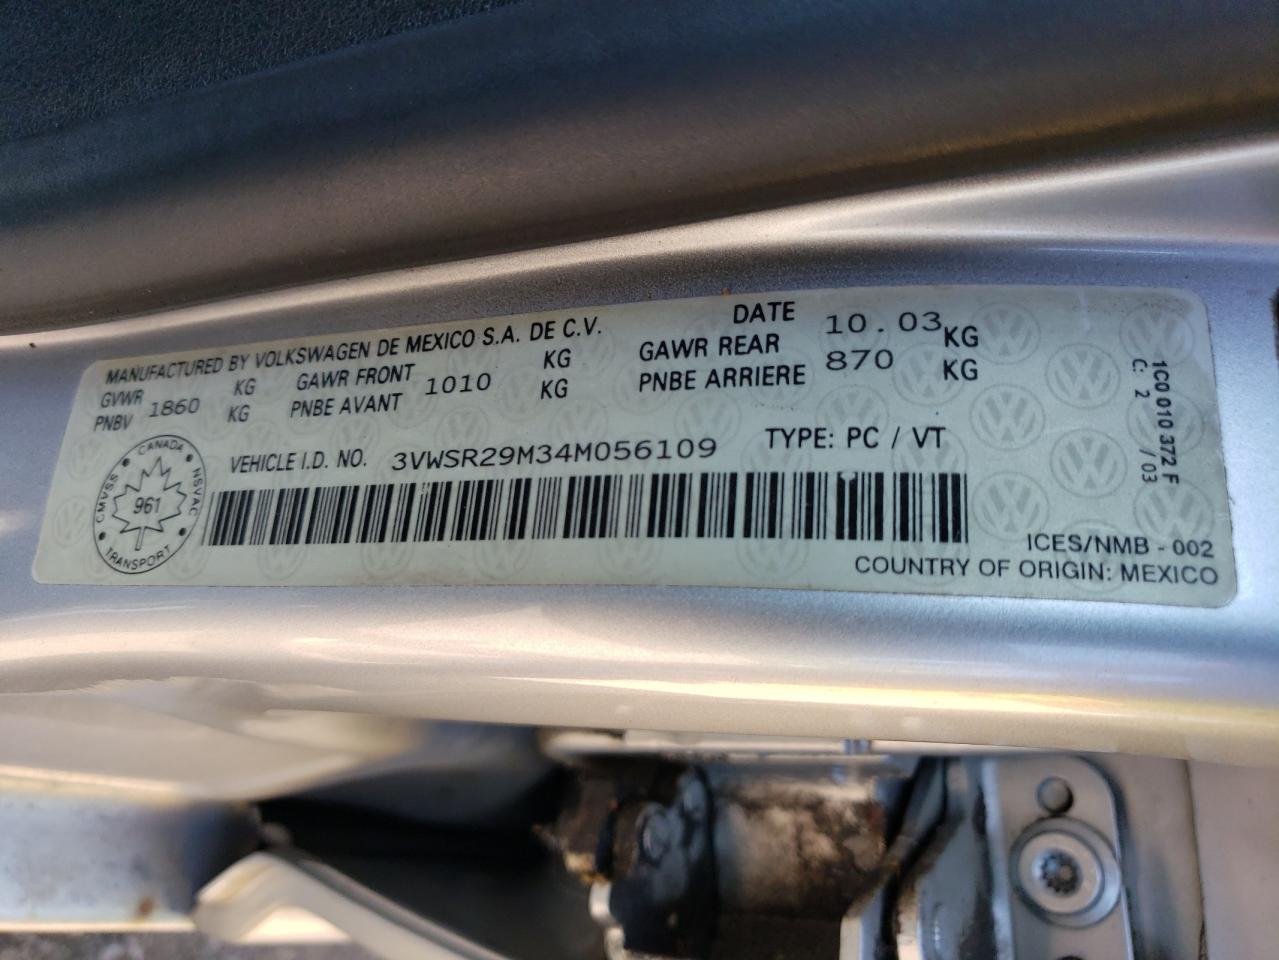 MANUFACTURED BY VOLKSWAGEN DE MEXICO S.A. DE C.V. DATE 10.03
GVWR KG GAWR FRONT KG GAWR REAR KG
PNBV 1860 KG PNBE AVANT 1010 KG PNBE ARRIERE 870 KG
VEHICLE I.D. NO. 3VWSR29M34M056109 TYPE: PC / VT
CANADA
CMVSS 961 NSVAC
TRANSPORT
ICES/NMB - 002
COUNTRY OF ORIGIN: MEXICO
1C0 010 372 F
C. 2 /03